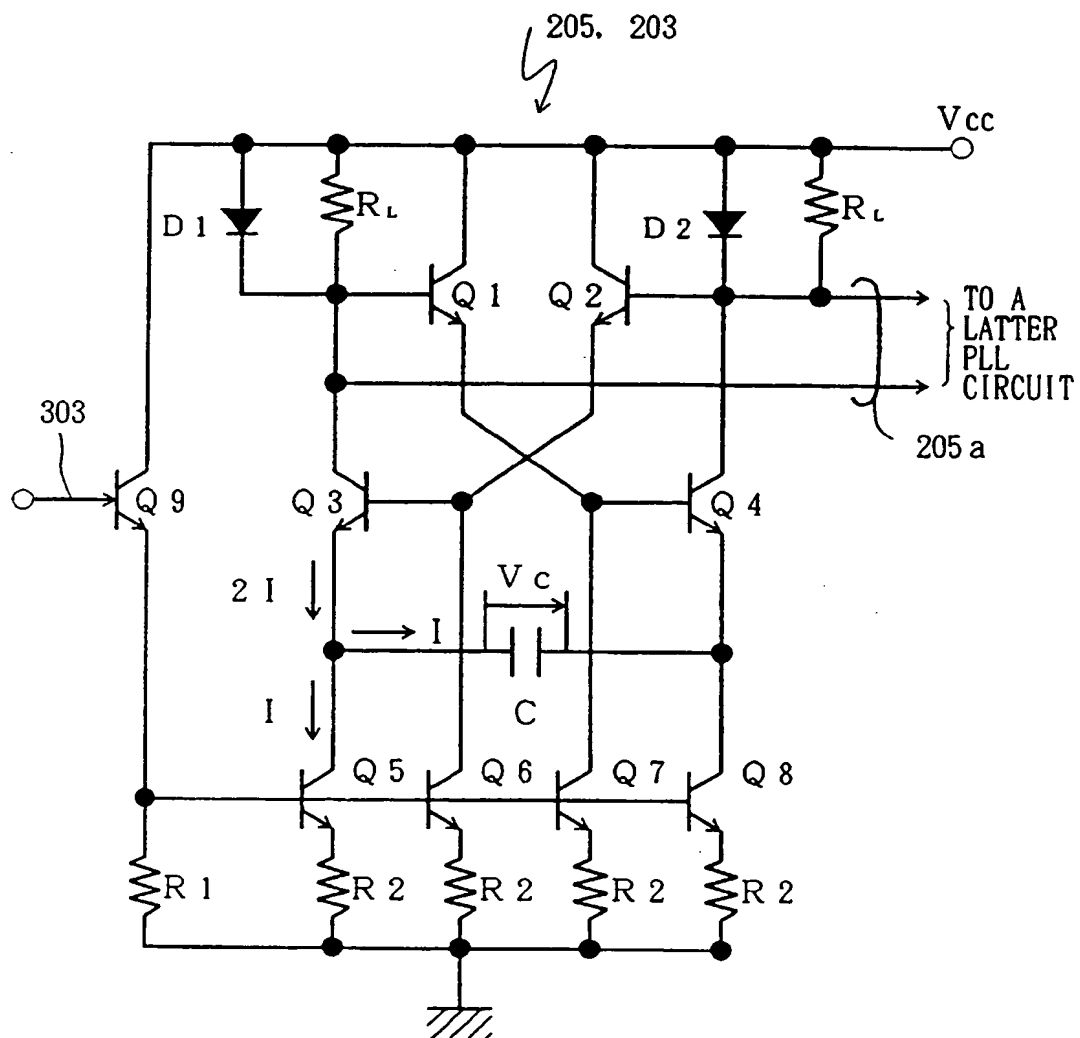 205. 203
Vcc
D1
RL
D2
RL
Q1
Q2
TO A
LATTER
PLL
CIRCUIT
303
205a
Q9
Q3
Q4
2I
Vc
I
I
C
Q5
Q6
Q7
Q8
R1
R2
R2
R2
R2